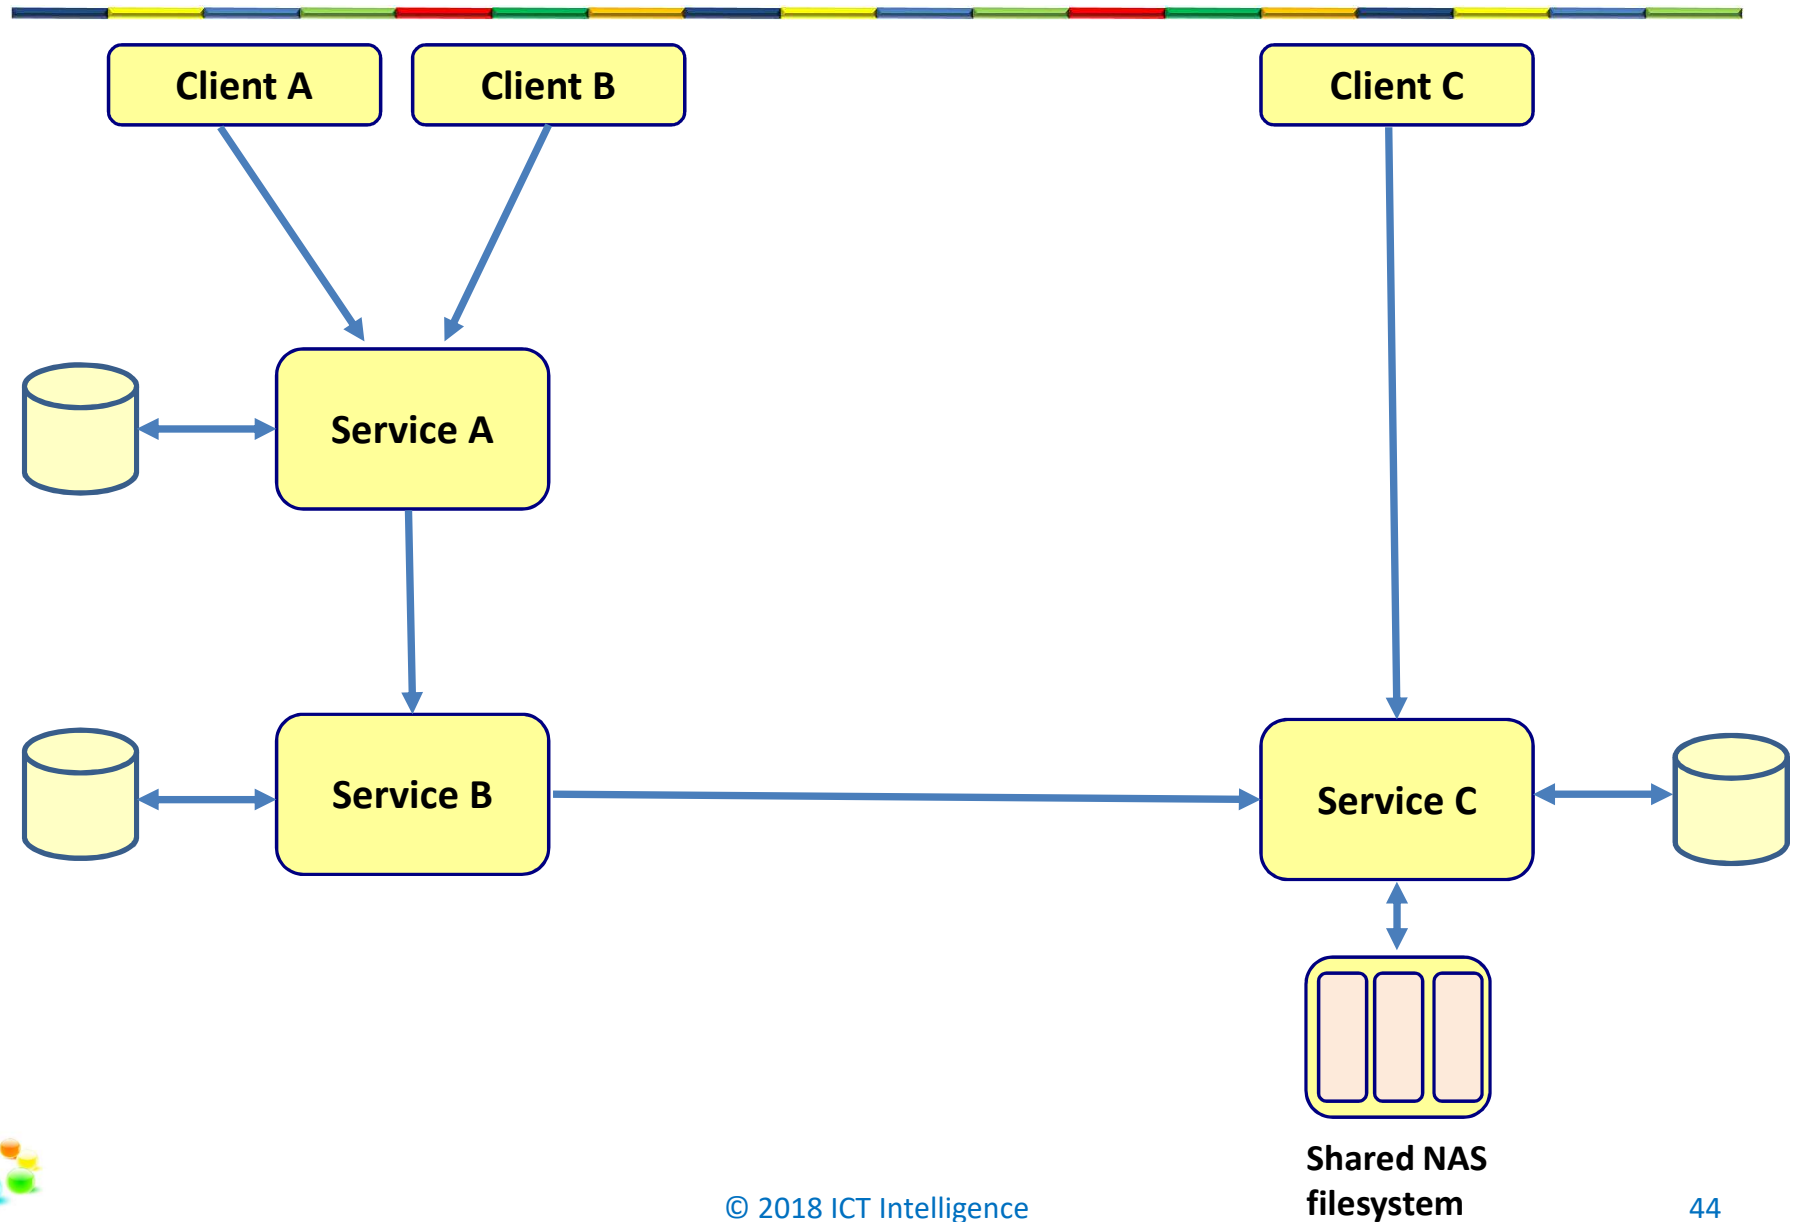 Client A
Client B
Client C
Service A
Service B
Service C
Shared NAS
filesystem
© 2018 ICT Intelligence
44